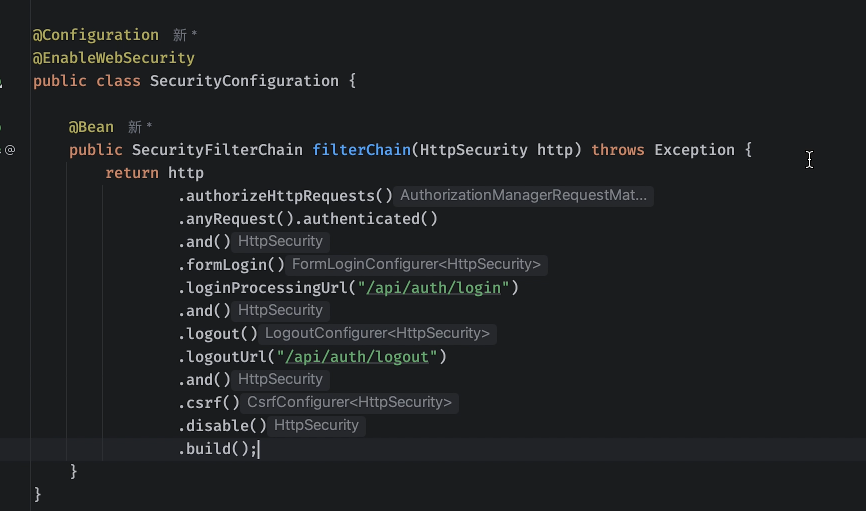 @Configuration 新 *
@EnableWebSecurity
public class SecurityConfiguration {
@Bean 新 *
@
public SecurityFilterChain filterChain(HttpSecurity http) throws Exception {
return http
.authorizeHttpRequests() AuthorizationManagerRequestMat...
.anyRequest().authenticated()
.and() HttpSecurity
.formLogin() FormLoginConfigurer<HttpSecurity>
.loginProcessingUrl("/api/auth/login")
.and() HttpSecurity
.logout() LogoutConfigurer<HttpSecurity>
.logoutUrl("/api/auth/logout")
.and() HttpSecurity
.csrf() CsrfConfigurer<HttpSecurity>
.disable() HttpSecurity
.build();
}
}